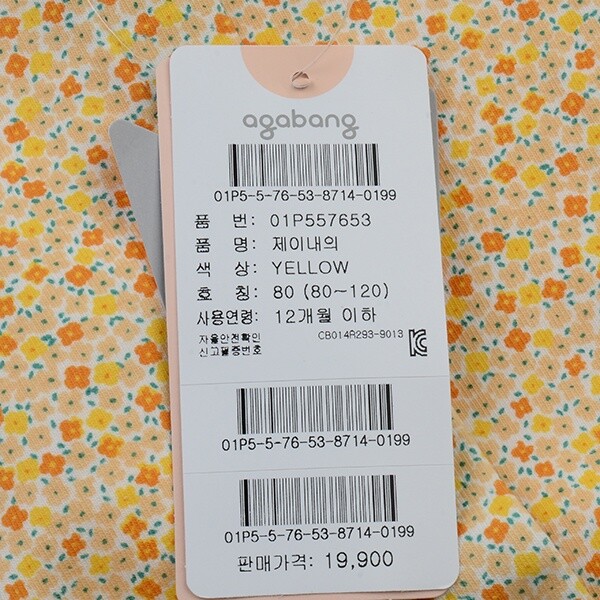 agabang
01P5-5-76-53-8714-0199
품 번: 01P557653
품 명: 제이내의
색 상: YELLOW
호 칭: 80 (80~120)
사용연령: 12개월 이하
자율안전확인 CB014A293-9013
신고필증번호
01P5-5-76-53-8714-0199
01P5-5-76-53-8714-0199
판매가격: 19,900